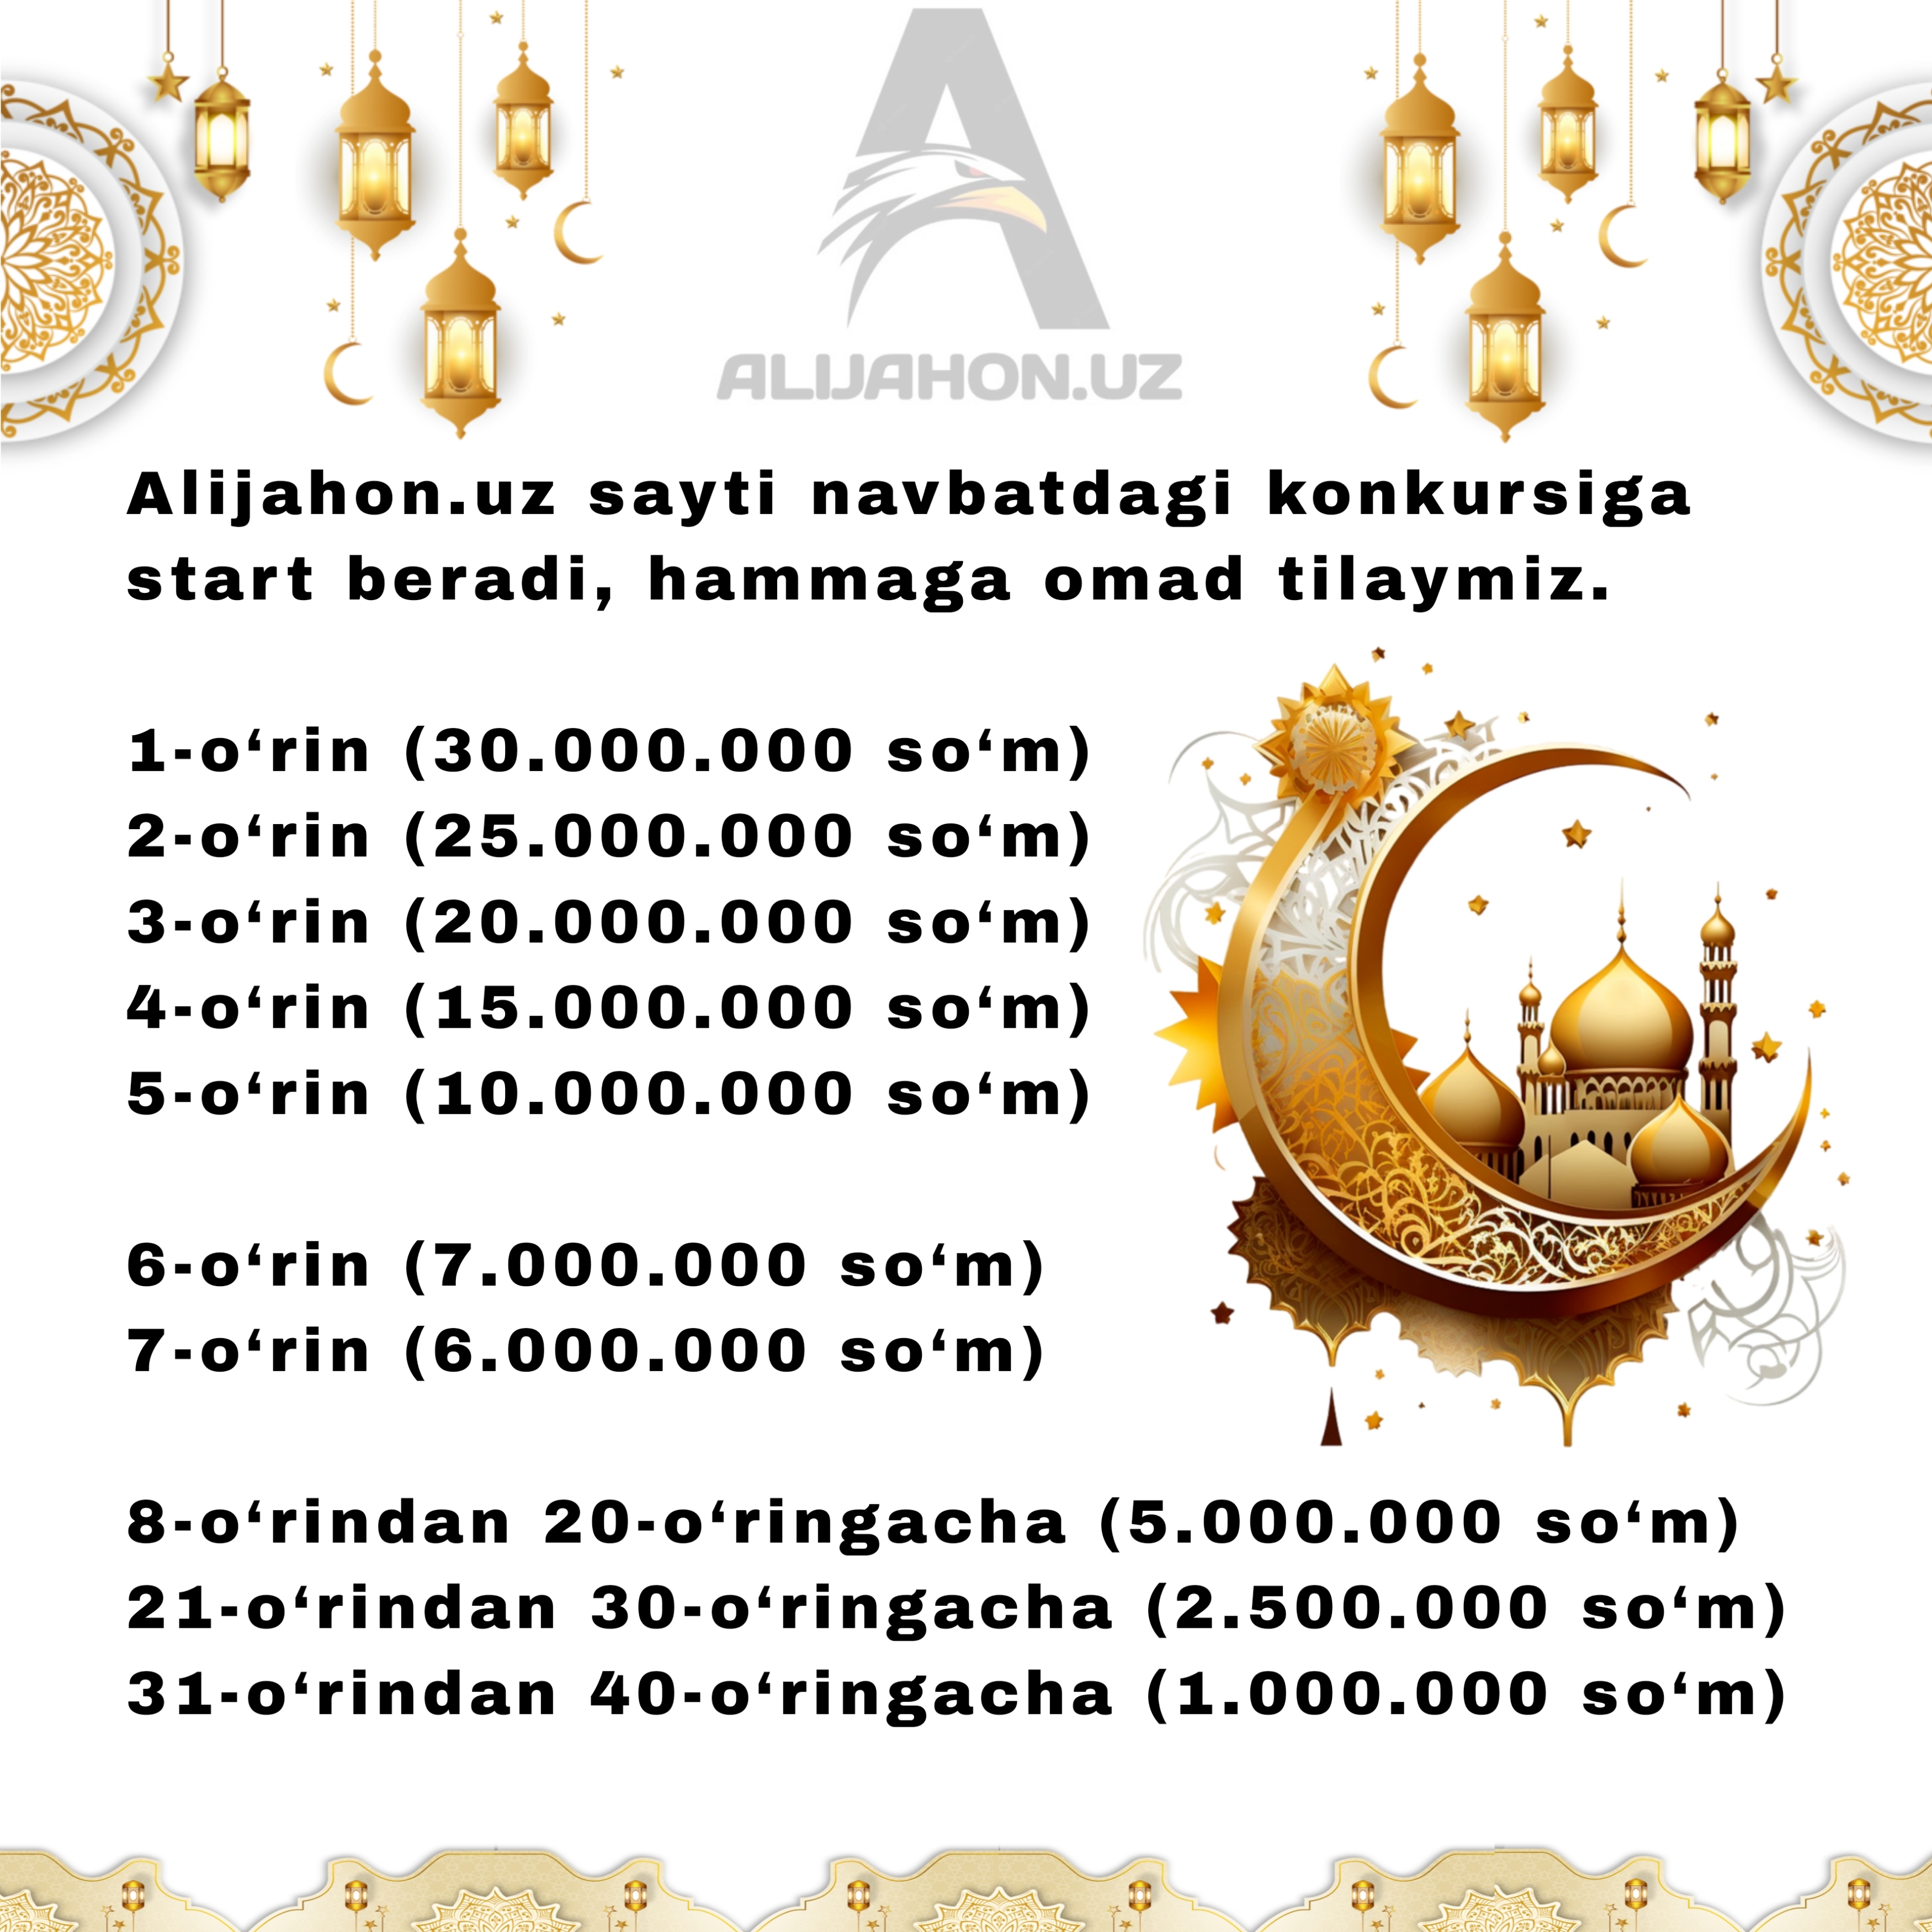 ALIJAHON.UZ
Alijahon.uz sayti navbatdagi konkursiga
start beradi, hammaga omad tilaymiz.
1-o‘rin (30.000.000 so‘m)
2-o‘rin (25.000.000 so‘m)
3-o‘rin (20.000.000 so‘m)
4-o‘rin (15.000.000 so‘m)
5-o‘rin (10.000.000 so‘m)
6-o‘rin (7.000.000 so‘m)
7-o‘rin (6.000.000 so‘m)
8-o‘rindan 20-o‘ringacha (5.000.000 so‘m)
21-o‘rindan 30-o‘ringacha (2.500.000 so‘m)
31-o‘rindan 40-o‘ringacha (1.000.000 so‘m)